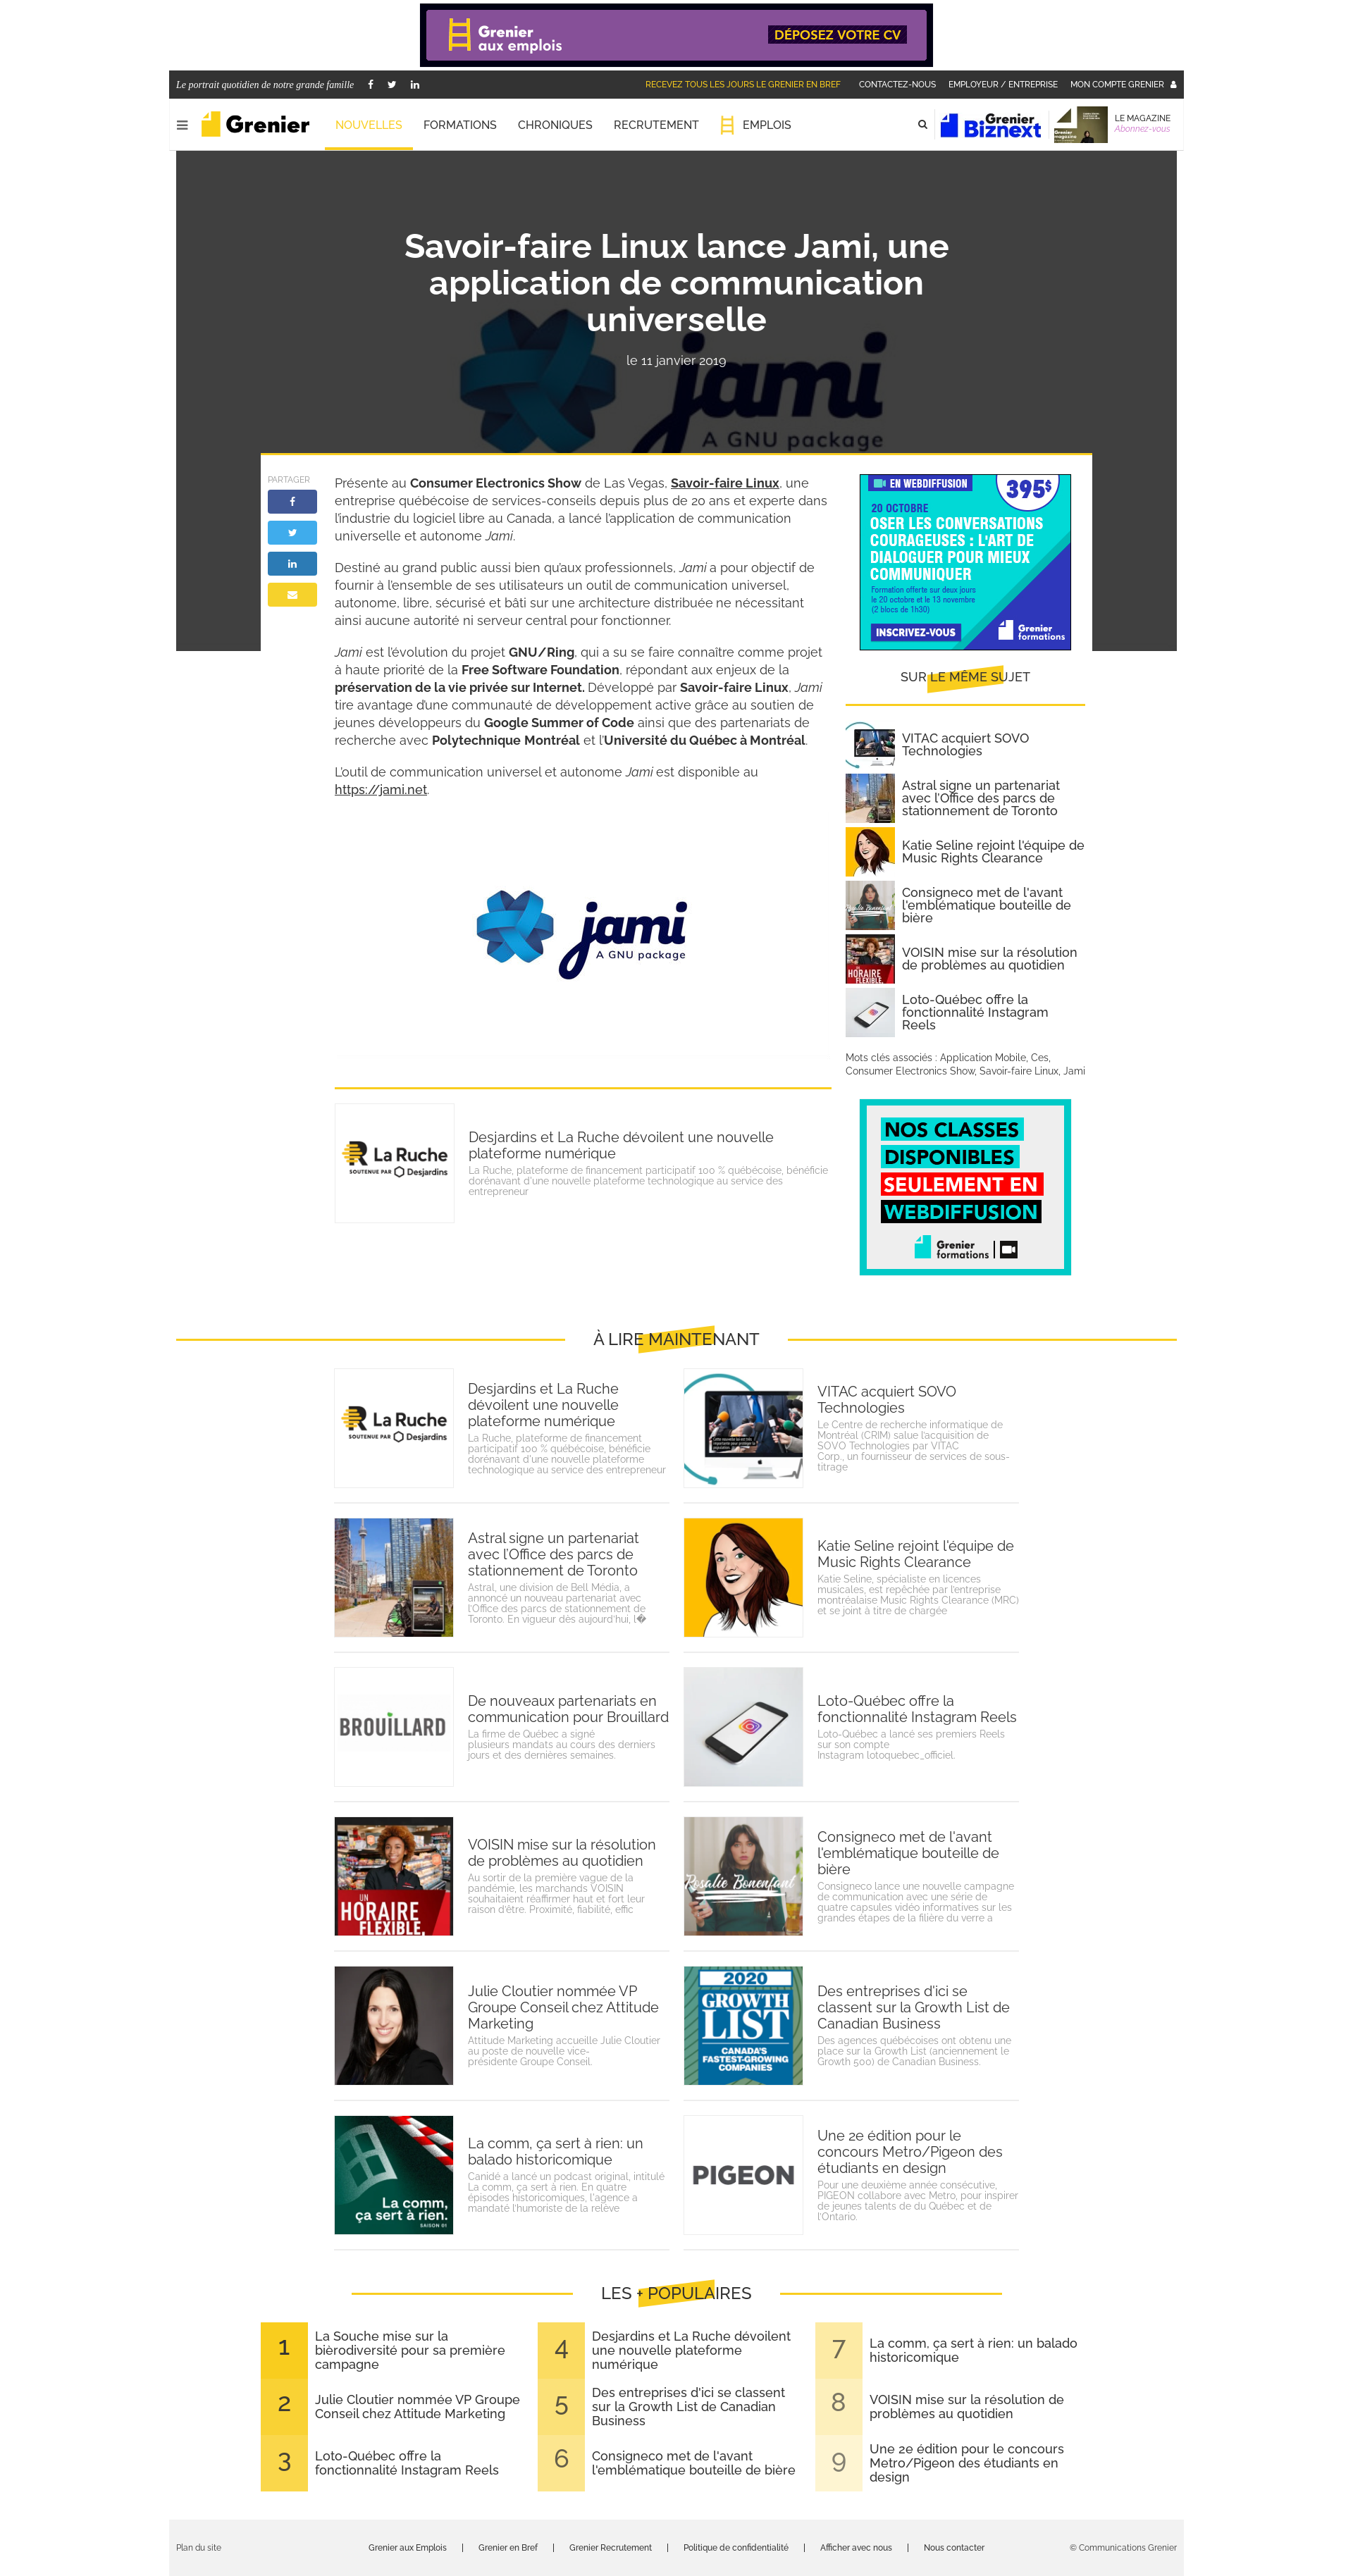 Grenier
aux emplois
DÉPOSEZ VOTRE CV
Le portrait quotidien de notre grande famille
RECEVEZ TOUS LES JOURS LE GRENIER EN BREF
CONTACTEZ-NOUS
EMPLOYEUR / ENTREPRISE
MON COMPTE GRENIER
Grenier
NOUVELLES
FORMATIONS
CHRONIQUES
RECRUTEMENT
EMPLOIS
Grenier
Biznext
Grenier
magazine
LE MAGAZINE
Abonnez-vous
Savoir-faire Linux lance Jami, une
application de communication
universelle
le 11 janvier 2019
jami
A GNU package
PARTAGER
Présente au Consumer Electronics Show de Las Vegas, Savoir-faire Linux, une
entreprise québécoise de services-conseils depuis plus de 20 ans et experte dans
l'industrie du logiciel libre au Canada, a lancé l'application de communication
universelle et autonome Jami.
Destiné au grand public aussi bien qu'aux professionnels, Jami a pour objectif de
fournir à l'ensemble de ses utilisateurs un outil de communication universel,
autonome, libre, sécurisé et bâti sur une architecture distribuée ne nécessitant
ainsi aucune autorité ni serveur central pour fonctionner.
Jami est l'évolution du projet GNU/Ring, qui a su se faire connaître comme projet
à haute priorité de la Free Software Foundation, répondant aux enjeux de la
préservation de la vie privée sur Internet. Développé par Savoir-faire Linux, Jami
tire avantage d'une communauté de développement active grâce au soutien de
jeunes développeurs du Google Summer of Code ainsi que des partenariats de
recherche avec Polytechnique Montréal et l'Université du Québec à Montréal.
L'outil de communication universel et autonome Jami est disponible au
https://jami.net.
jami
A GNU package
Desjardins et La Ruche dévoilent une nouvelle
plateforme numérique
La Ruche, plateforme de financement participatif 100 % québécoise, bénéficie
dorénavant d'une nouvelle plateforme technologique au service des
entrepreneur
La Ruche
SOUTENUE PAR Desjardins
EN WEBDIFFUSION
395$
20 OCTOBRE
OSER LES CONVERSATIONS
COURAGEUSES : L'ART DE
DIALOGUER POUR MIEUX
COMMUNIQUER
Formation offerte sur deux jours
le 20 octobre et le 13 novembre
(2 blocs de 1h30)
INSCRIVEZ-VOUS
Grenier
formations
SUR LE MÊME SUJET
VITAC acquiert SOVO
Technologies
Astral signe un partenariat
avec l'Office des parcs de
stationnement de Toronto
Katie Seline rejoint l'équipe de
Music Rights Clearance
Rosalie Bonenfant
Consigneco met de l'avant
l'emblématique bouteille de
bière
HORAIRE
FLEXIBLE.
VOISIN mise sur la résolution
de problèmes au quotidien
Loto-Québec offre la
fonctionnalité Instagram
Reels
Mots clés associés : Application Mobile, Ces,
Consumer Electronics Show, Savoir-faire Linux, Jami
NOS CLASSES
DISPONIBLES
SEULEMENT EN
WEBDIFFUSION
Grenier
formations
À LIRE MAINTENANT
La Ruche
SOUTENUE PAR Desjardins
Desjardins et La Ruche
dévoilent une nouvelle
plateforme numérique
La Ruche, plateforme de financement
participatif 100 % québécoise, bénéficie
dorénavant d'une nouvelle plateforme
technologique au service des entrepreneur
VITAC acquiert SOVO
Technologies
Le Centre de recherche informatique de
Montréal (CRIM) salue l'acquisition de
SOVO Technologies par VITAC
Corp., un fournisseur de services de sous-
titrage
Astral signe un partenariat
avec l'Office des parcs de
stationnement de Toronto
Astral, une division de Bell Média, a
annoncé un nouveau partenariat avec
l'Office des parcs de stationnement de
Toronto. En vigueur dès aujourd'hui, l�
Katie Seline rejoint l'équipe de
Music Rights Clearance
Katie Seline, spécialiste en licences
musicales, est repêchée par l'entreprise
montréalaise Music Rights Clearance (MRC)
et se joint à titre de chargée
BROUILLARD
De nouveaux partenariats en
communication pour Brouillard
La firme de Québec a signé
plusieurs mandats au cours des derniers
jours et des dernières semaines.
Loto-Québec offre la
fonctionnalité Instagram Reels
Loto-Québec a lancé ses premiers Reels
sur son compte
Instagram lotoquebec_officiel.
UN
HORAIRE
FLEXIBLE.
VOISIN mise sur la résolution
de problèmes au quotidien
Au sortir de la première vague de la
pandémie, les marchands VOISIN
souhaitaient réaffirmer haut et fort leur
raison d'être. Proximité, fiabilité, effic
Rosalie Bonenfant
Consigneco met de l'avant
l'emblématique bouteille de
bière
Consigneco lance une nouvelle campagne
de communication avec une série de
quatre capsules vidéo informatives sur les
grandes étapes de la filière du verre a
Julie Cloutier nommée VP
Groupe Conseil chez Attitude
Marketing
Attitude Marketing accueille Julie Cloutier
au poste de nouvelle vice-
présidente Groupe Conseil.
2020
GROWTH
LIST
CANADA'S
FASTEST-GROWING
COMPANIES
Des entreprises d'ici se
classent sur la Growth List de
Canadian Business
Des agences québécoises ont obtenu une
place sur la Growth List (anciennement le
Growth 500) de Canadian Business.
La comm,
ça sert à rien.
SAISON 01
La comm, ça sert à rien: un
balado historicomique
Canidé a lancé un podcast original, intitulé
La comm, ça sert à rien. En quatre
épisodes historicomiques, l'agence a
mandaté l'humoriste de la relève
PIGEON
Une 2e édition pour le
concours Metro/Pigeon des
étudiants en design
Pour une deuxième année consécutive,
PIGEON collabore avec Metro, pour inspirer
de jeunes talents de du Québec et de
l'Ontario.
LES + POPULAIRES
1
La Souche mise sur la
bièrodiversité pour sa première
campagne
2
Julie Cloutier nommée VP Groupe
Conseil chez Attitude Marketing
3
Loto-Québec offre la
fonctionnalité Instagram Reels
4
Desjardins et La Ruche dévoilent
une nouvelle plateforme
numérique
5
Des entreprises d'ici se classent
sur la Growth List de Canadian
Business
6
Consigneco met de l'avant
l'emblématique bouteille de bière
7
La comm, ça sert à rien: un balado
historicomique
8
VOISIN mise sur la résolution de
problèmes au quotidien
9
Une 2e édition pour le concours
Metro/Pigeon des étudiants en
design
Plan du site
Grenier aux Emplois | Grenier en Bref | Grenier Recrutement | Politique de confidentialité | Afficher avec nous | Nous contacter
© Communications Grenier